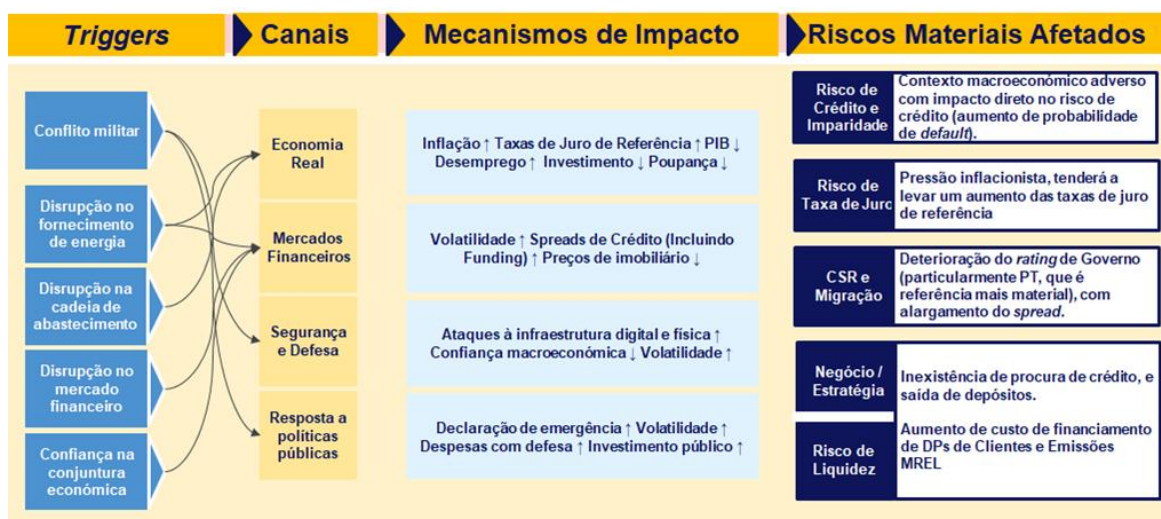 Triggers
Canais
Mecanismos de Impacto
Riscos Materiais Afetados
Conflito militar
Disrupção no
fornecimento
de energia
Disrupção na
cadeia de
abastecimento
Disrupção no
mercado
financeiro
Confiança na
conjuntura
económica
Economia
Real
Mercados
Financeiros
Segurança
e Defesa
Resposta a
políticas
públicas
Inflação ↑ Taxas de Juro de Referência ↑ PIB ↓
Desemprego ↑ Investimento ↓ Poupança ↓
Volatilidade ↑ Spreads de Crédito (Incluindo
Funding) ↑ Preços de imobiliário ↓
Ataques à infraestrutura digital e física ↑
Confiança macroeconómica ↓ Volatilidade ↑
Declaração de emergência ↑ Volatilidade ↑
Despesas com defesa ↑ Investimento público ↑
Risco de
Crédito e
Imparidade
Contexto macroeconómico adverso
com impacto direto no risco de
crédito (aumento de probabilidade
de default).
Risco de
Taxa de Juro
Pressão inflacionista, tenderá a
levar um aumento das taxas de juro
de referência
CSR e
Migração
Deterioração do rating de Governo
(particularmente PT, que é
referência mais material), com
alargamento do spread.
Negócio /
Estratégia
Inexistência de procura de crédito, e
saída de depósitos.
Risco de
Liquidez
Aumento de custo de financiamento
de DPs de Clientes e Emissões
MREL